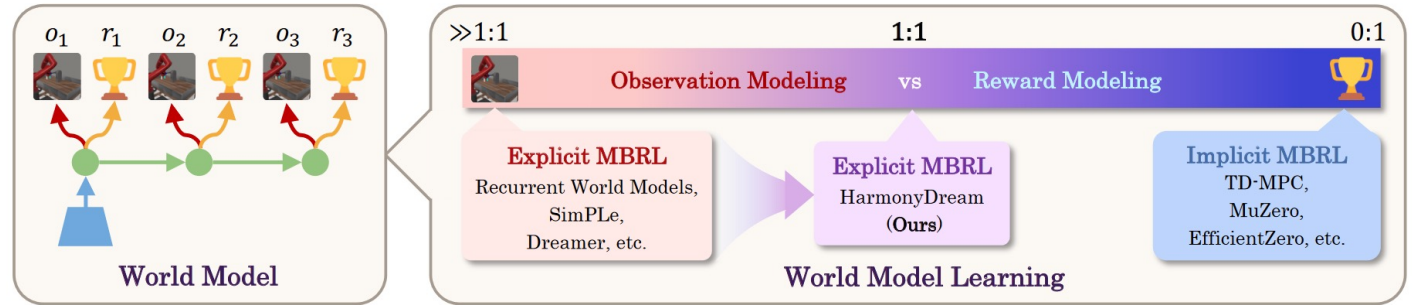 o₁ r₁ o₂ r₂ o₃ r₃
World Model
≫1:1 1:1 0:1
Observation Modeling vs Reward Modeling
Explicit MBRL
Recurrent World Models,
SimPLe,
Dreamer, etc.
Explicit MBRL
HarmonyDream
(Ours)
Implicit MBRL
TD-MPC,
MuZero,
EfficientZero, etc.
World Model Learning